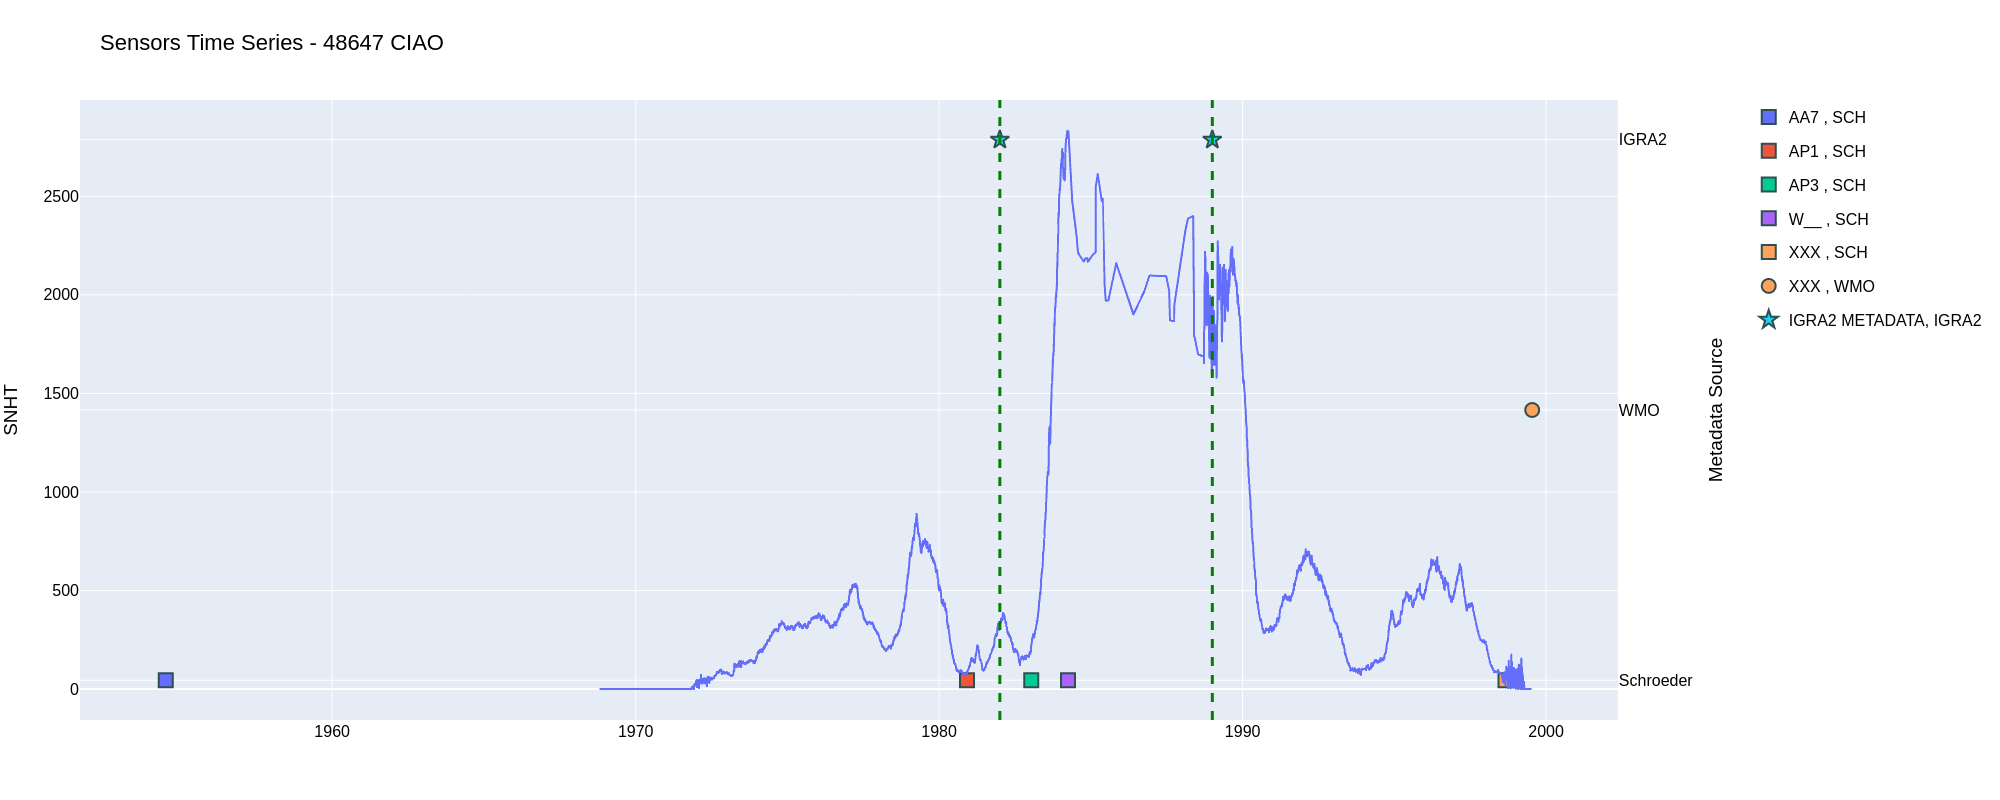 Sensors Time Series - 48647 CIAO
SNHT
2500
2000
1500
1000
500
0
1960
1970
1980
1990
2000
IGRA2
WMO
Schroeder
Metadata Source
AA7 , SCH
AP1 , SCH
AP3 , SCH
W__ , SCH
XXX , SCH
XXX , WMO
IGRA2 METADATA, IGRA2